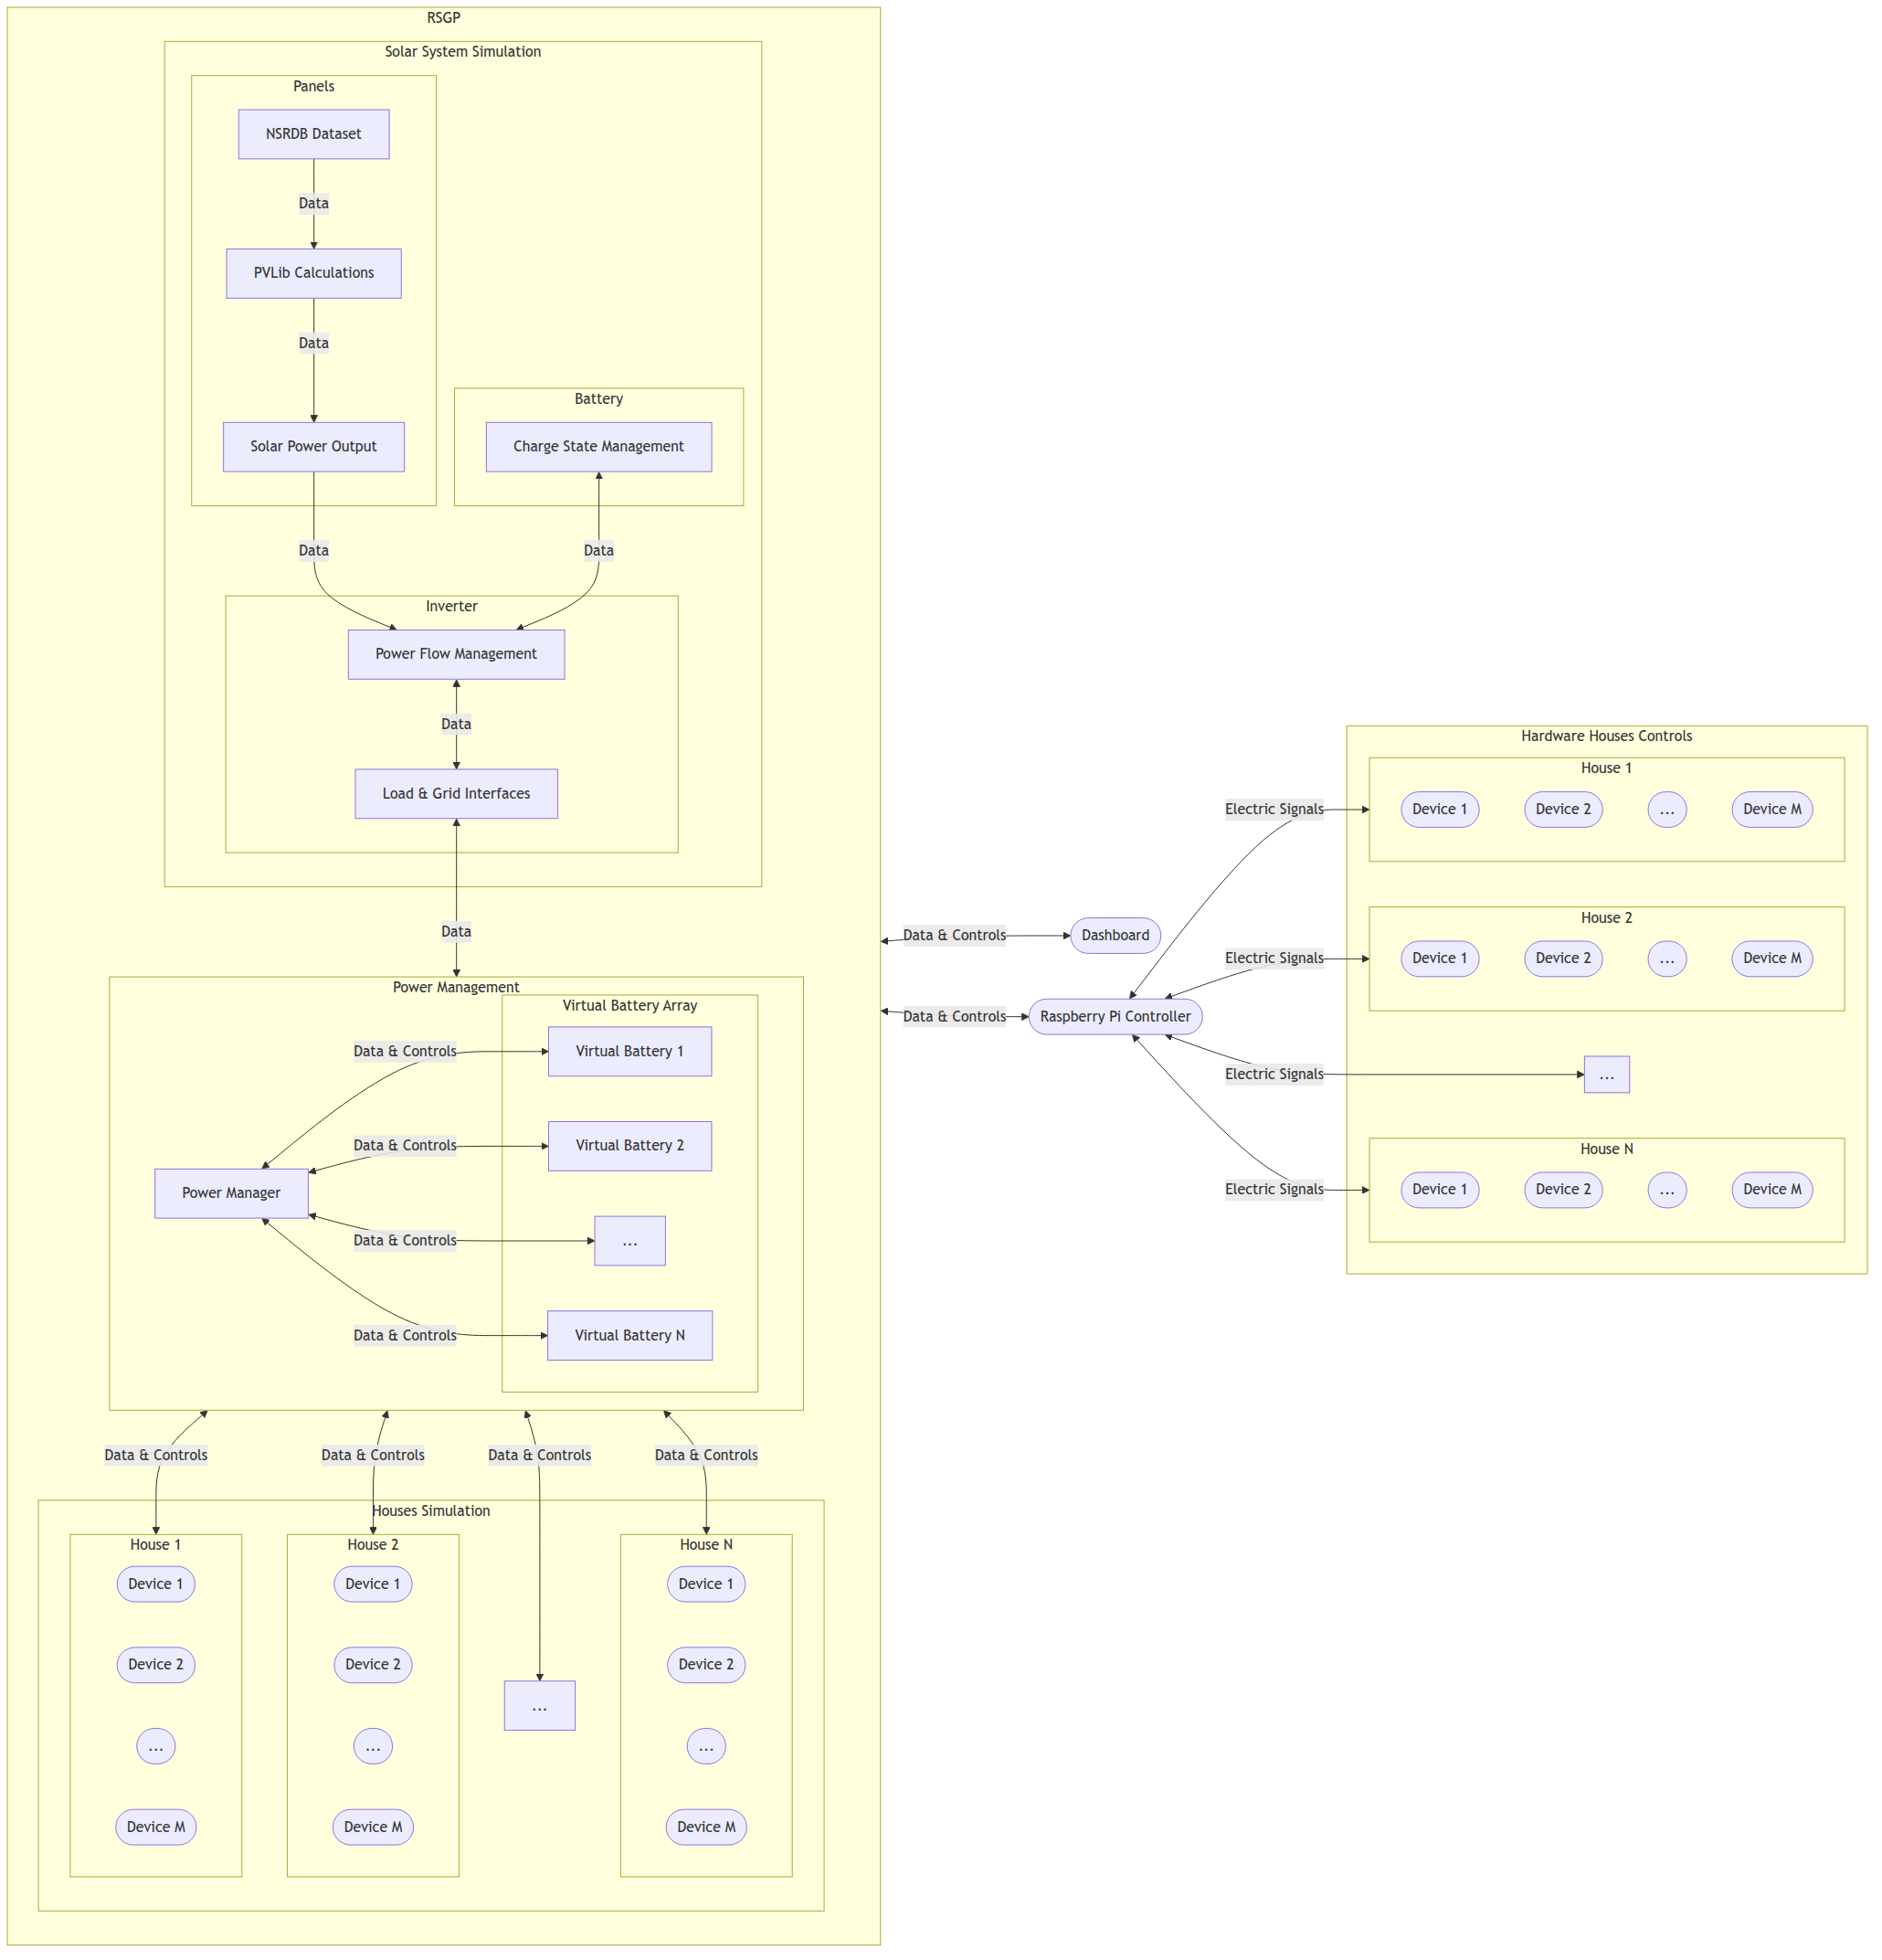 RSGP
Solar System Simulation
Panels
NSRDB Dataset
Data
PVLib Calculations
Data
Solar Power Output
Battery
Charge State Management
Data
Data
Inverter
Power Flow Management
Data
Load & Grid Interfaces
Data
Power Management
Virtual Battery Array
Data & Controls
Virtual Battery 1
Data & Controls
Virtual Battery 2
Power Manager
Data & Controls
...
Data & Controls
Virtual Battery N
Data & Controls
Data & Controls
Data & Controls
Data & Controls
Houses Simulation
House 1
Device 1
Device 2
...
Device M
House 2
Device 1
Device 2
...
Device M
...
House N
Device 1
Device 2
...
Device M
Data & Controls
Dashboard
Data & Controls
Raspberry Pi Controller
Electric Signals
Electric Signals
Electric Signals
Electric Signals
Hardware Houses Controls
House 1
Device 1
Device 2
...
Device M
House 2
Device 1
Device 2
...
Device M
...
House N
Device 1
Device 2
...
Device M